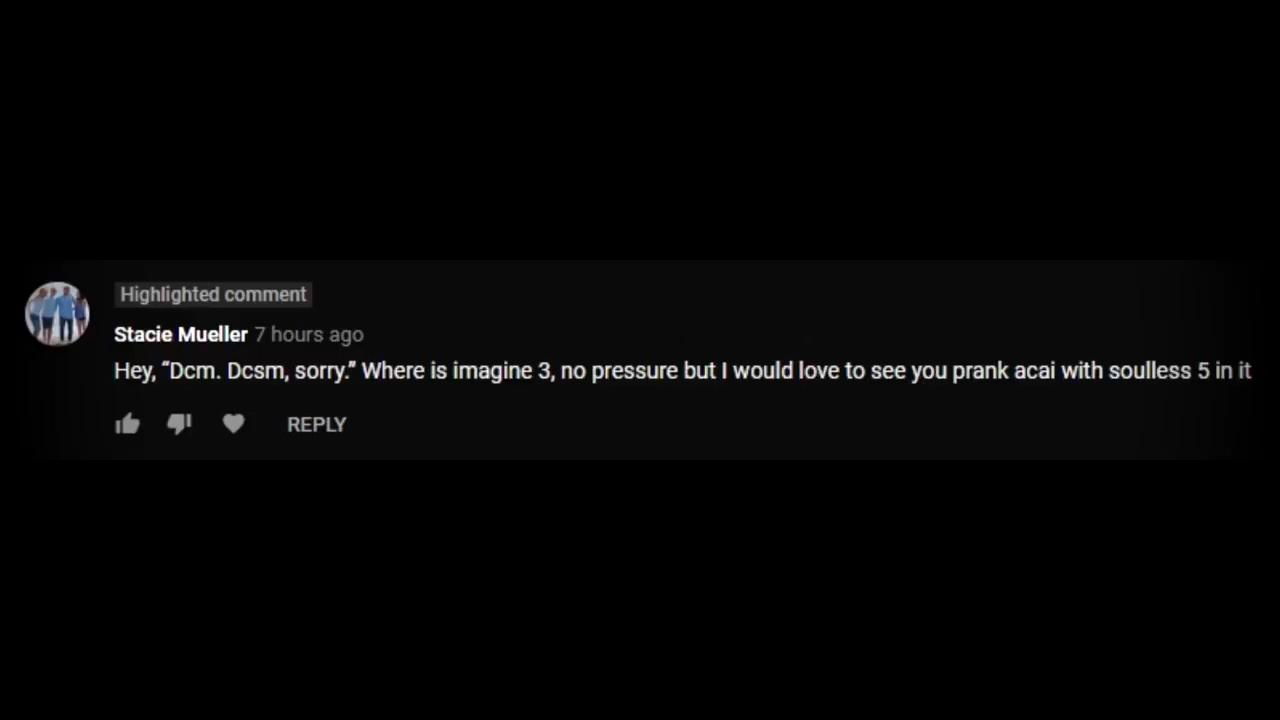 Highlighted comment
Stacie Mueller 7 hours ago
Hey, “Dcm. Dcsm, sorry.” Where is imagine 3, no pressure but I would love to see you prank acai with soulless 5 in it
REPLY